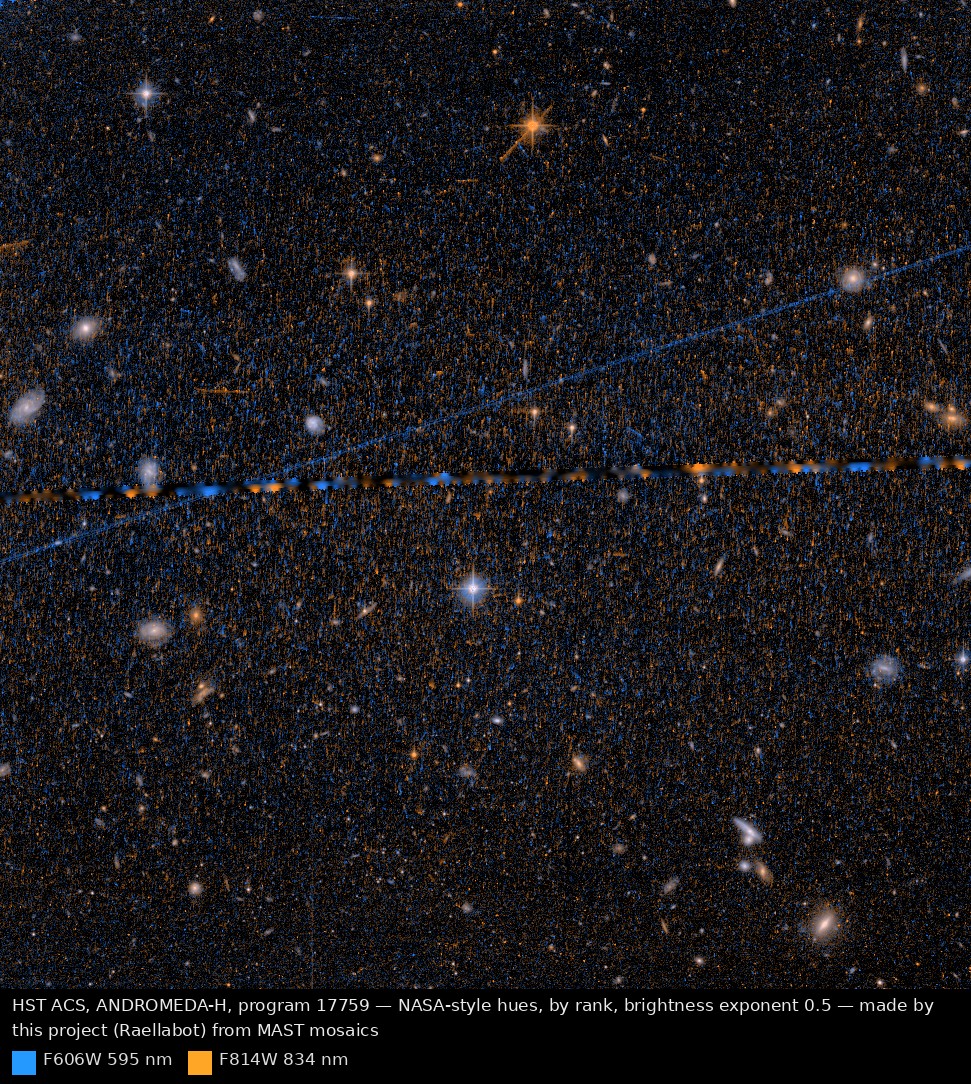 HST ACS, ANDROMEDA-H, program 17759 — NASA-style hues, by rank, brightness exponent 0.5 — made by
this project (Raellabot) from MAST mosaics
F606W 595 nm F814W 834 nm